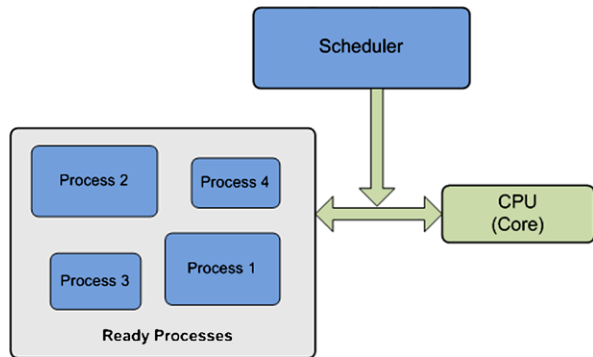 Scheduler
Process 2
Process 4
CPU
(Core)
Process 3
Process 1
Ready Processes